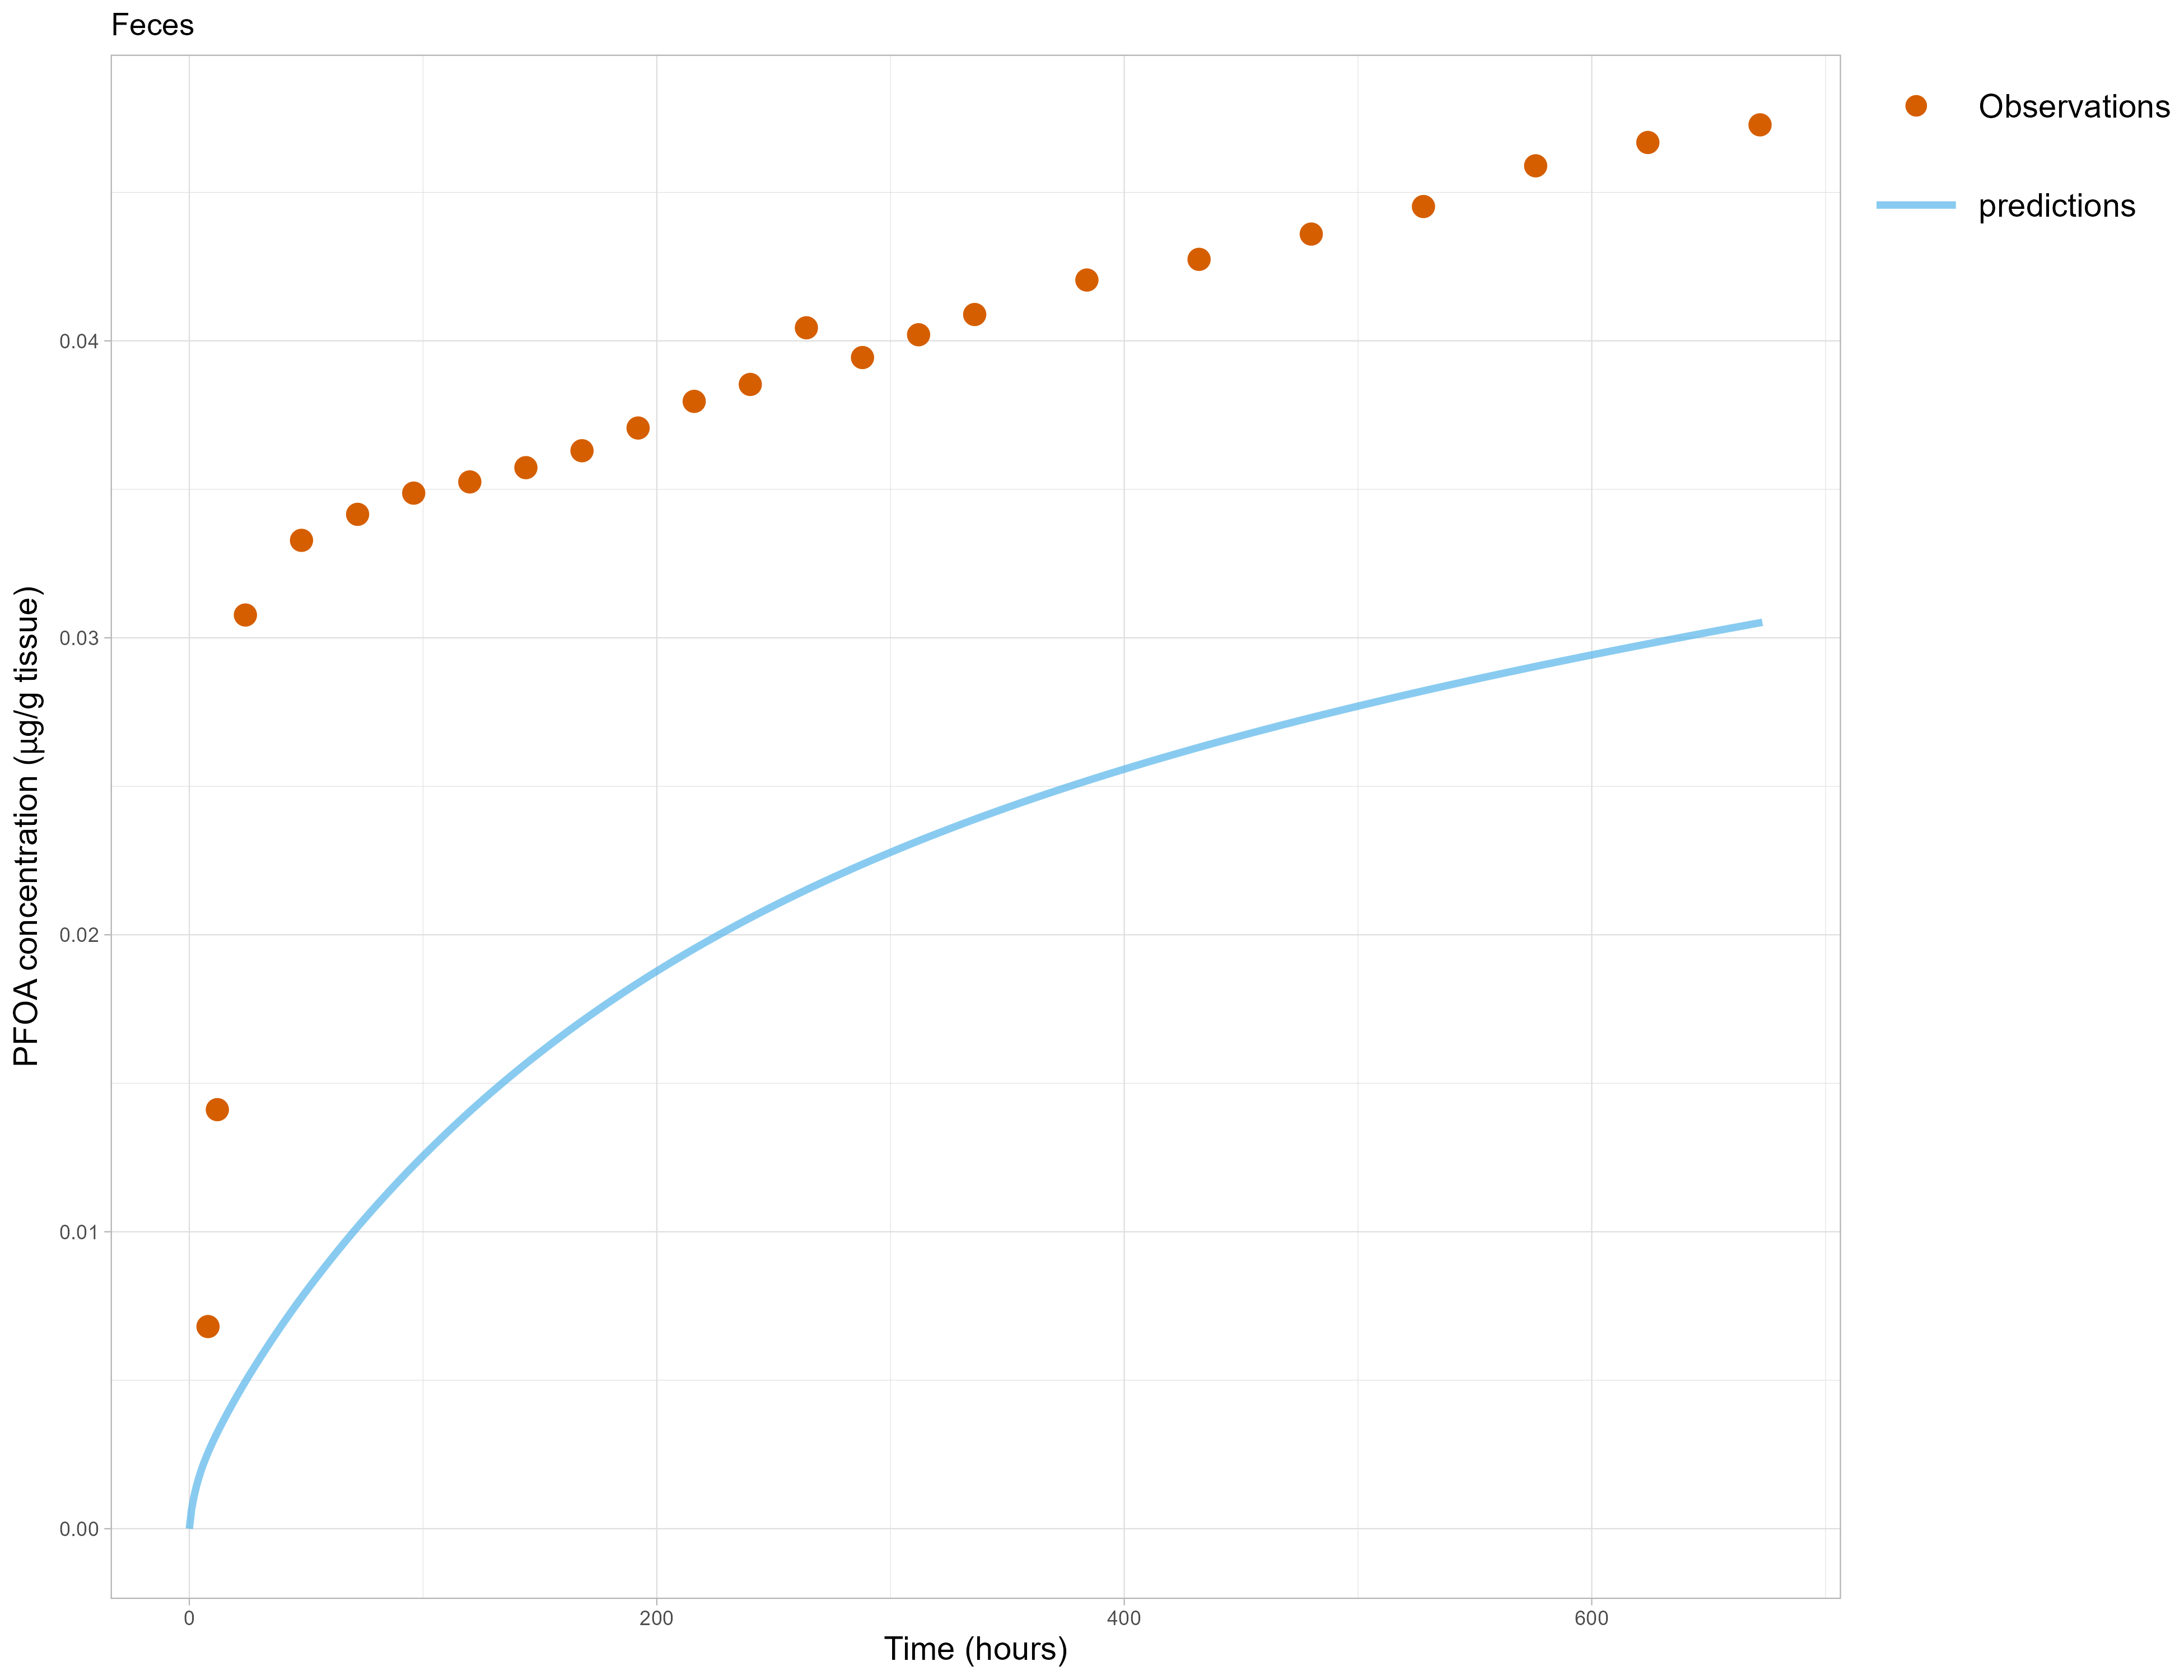 Feces
Observations
predictions
PFOA concentration (µg/g tissue)
0.04
0.03
0.02
0.01
0.00
0 200 400 600
Time (hours)